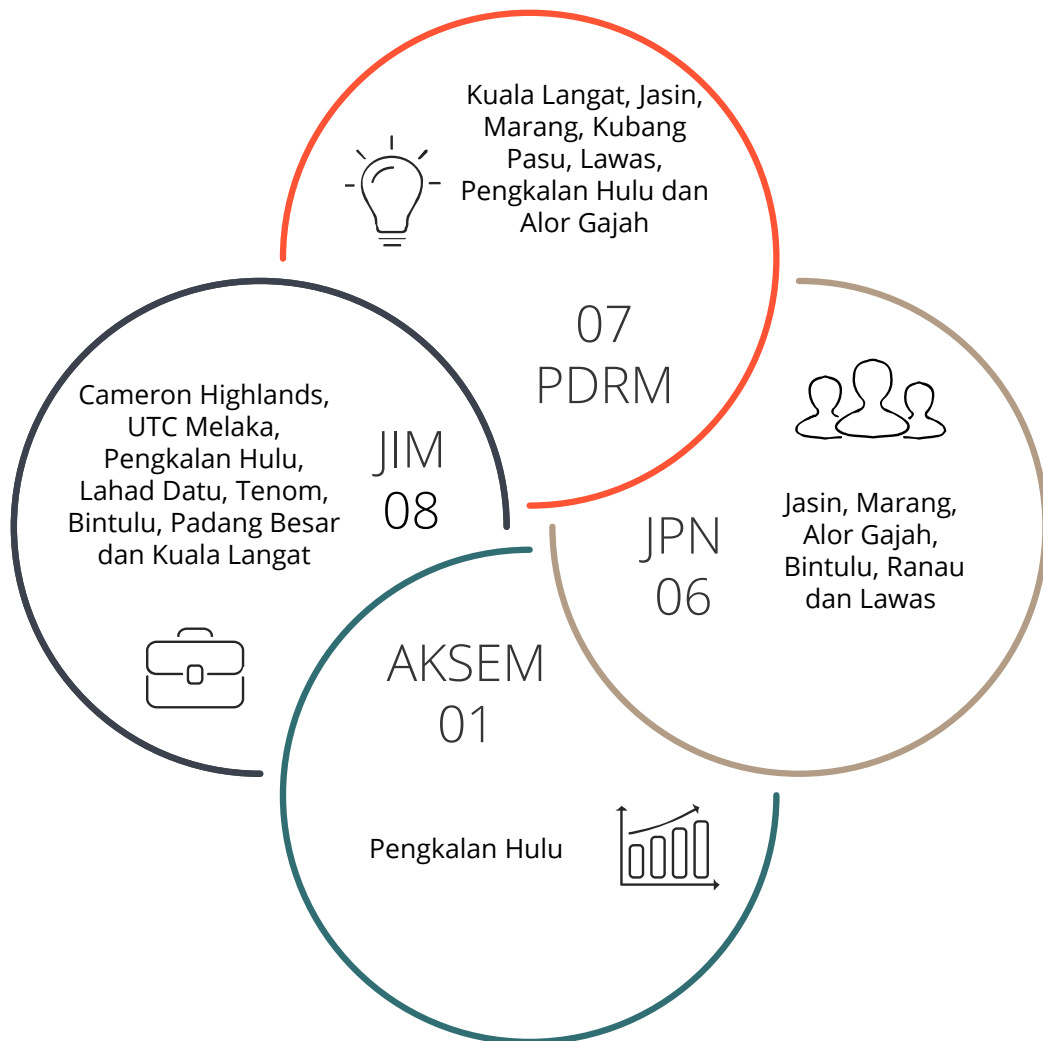 Kuala Langat, Jasin,
Marang, Kubang
Pasu, Lawas,
Pengkalan Hulu dan
Alor Gajah
07
PDRM
Cameron Highlands,
UTC Melaka,
Pengkalan Hulu,
Lahad Datu, Tenom,
Bintulu, Padang Besar
dan Kuala Langat
JIM
08
JPN
06
Jasin, Marang,
Alor Gajah,
Bintulu, Ranau
dan Lawas
AKSEM
01
Pengkalan Hulu